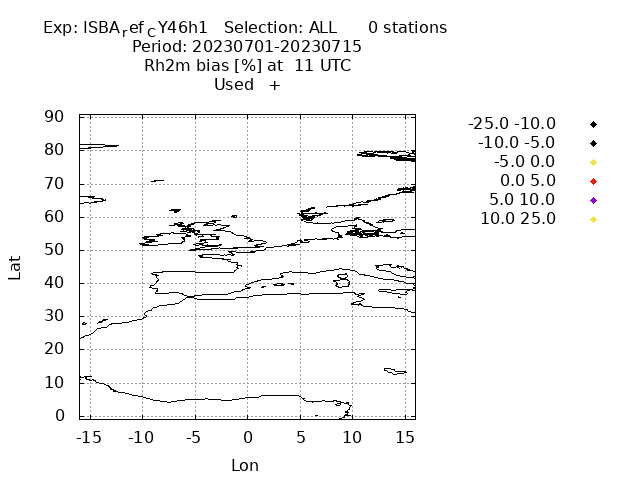 Exp: ISBAref CY46h1   Selection: ALL      0 stations
Period: 20230701-20230715
Rh2m bias [%] at  11 UTC
Used   +
-25.0 -10.0
-10.0 -5.0
-5.0 0.0
0.0 5.0
5.0 10.0
10.0 25.0
90
80
70
60
50
40
30
20
10
0
Lat
-15 -10 -5 0 5 10 15
Lon